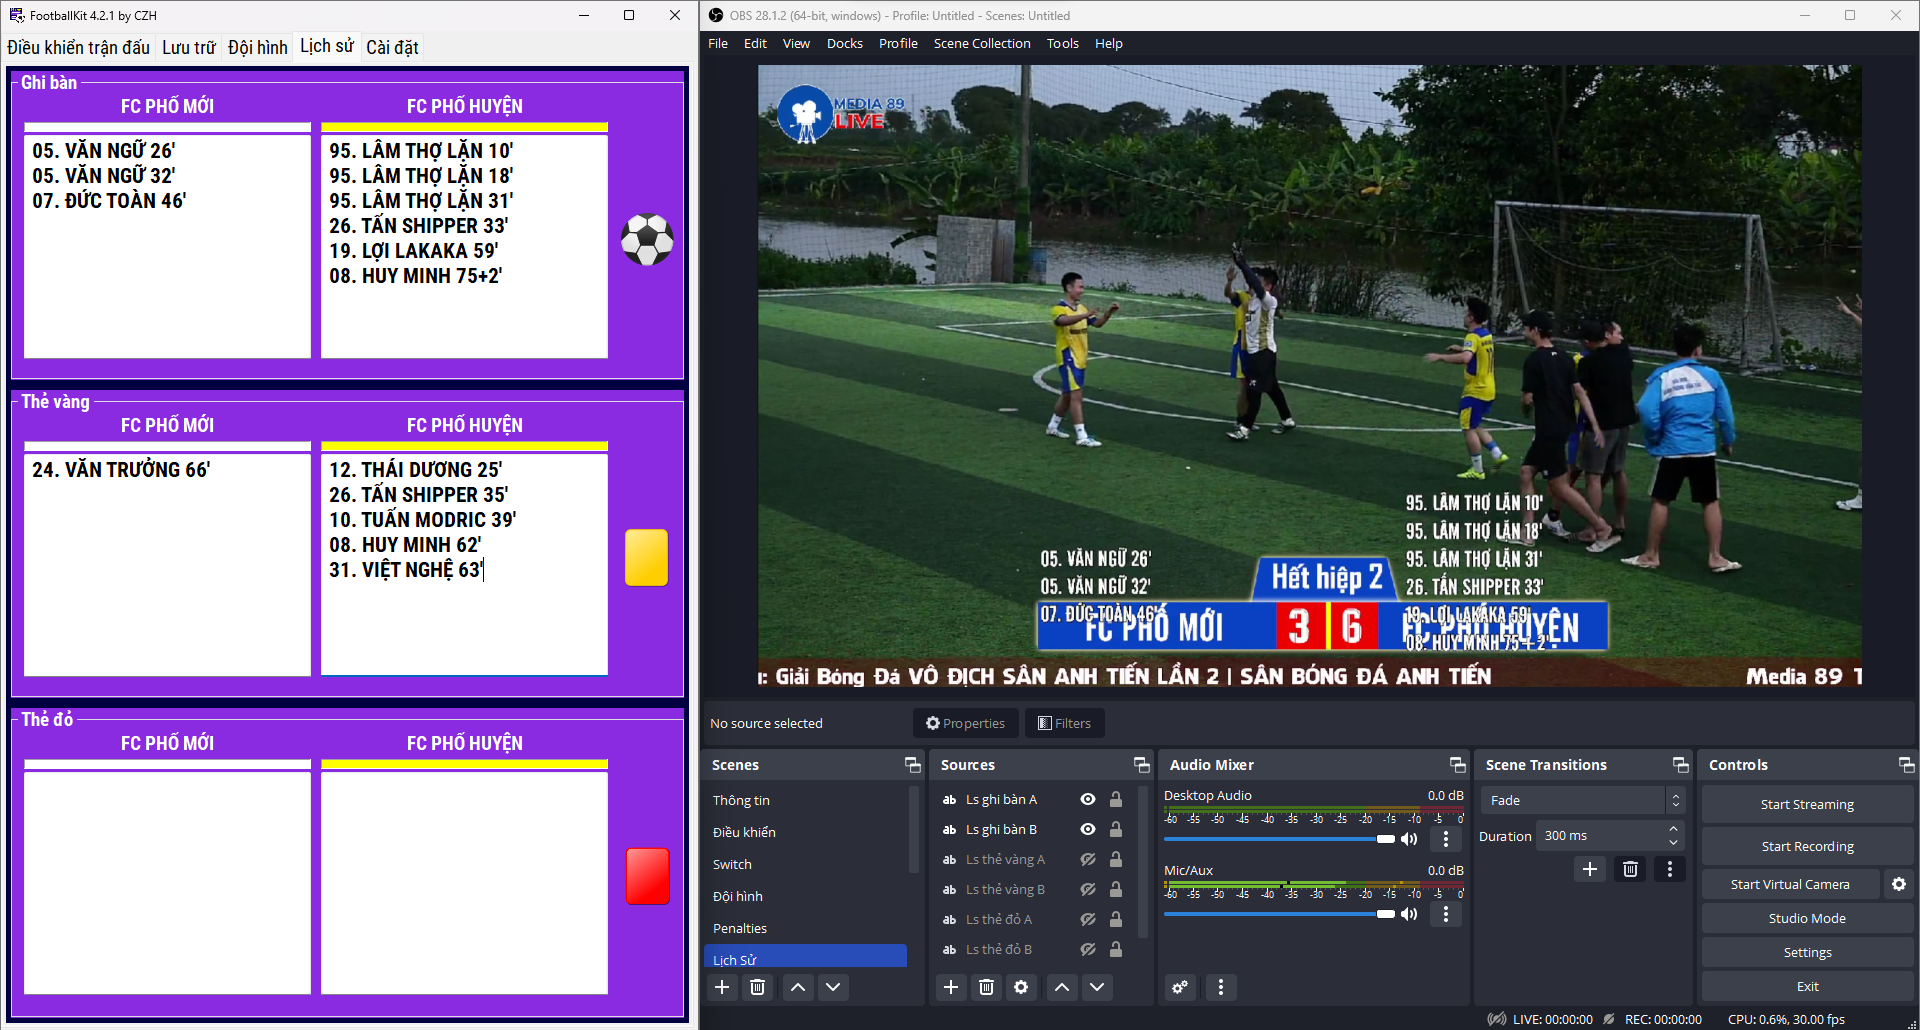 FootballKit 4.2.1 by CZH
Điều khiển trận đấu Lưu trữ Đội hình Lịch sử Cài đặt
Ghi bàn
FC PHỐ MỚI FC PHỐ HUYỆN
05. VĂN NGỮ 26'
05. VĂN NGỮ 32'
07. ĐỨC TOÀN 46'
95. LÂM THỢ LẶN 10'
95. LÂM THỢ LẶN 18'
95. LÂM THỢ LẶN 31'
26. TẤN SHIPPER 33'
19. LỢI LAKAKA 59'
08. HUY MINH 75+2'
Thẻ vàng
FC PHỐ MỚI FC PHỐ HUYỆN
24. VĂN TRƯỞNG 66'
12. THÁI DƯƠNG 25'
26. TẤN SHIPPER 35'
10. TUẤN MODRIC 39'
08. HUY MINH 62'
31. VIỆT NGHỆ 63'
Thẻ đỏ
FC PHỐ MỚI FC PHỐ HUYỆN
OBS 28.1.2 (64-bit, windows) - Profile: Untitled - Scenes: Untitled
File Edit View Docks Profile Scene Collection Tools Help
MEDIA 89
LIVE
05. VĂN NGỮ 26'
05. VĂN NGỮ 32'
07. ĐỨC TOÀN 46'
95. LÂM THỢ LẶN 10'
95. LÂM THỢ LẶN 18'
95. LÂM THỢ LẶN 31'
26. TẤN SHIPPER 33'
19. LỢI LAKAKA 59'
08. HUY MINH 75+2'
Hết hiệp 2
FC PHỐ MỚI 3 6 FC PHỐ HUYỆN
: Giải Bóng Đá VÔ ĐỊCH SÂN ANH TIẾN LẦN 2 | SÂN BÓNG ĐÁ ANH TIẾN Media 89
No source selected Properties Filters
Scenes
Thông tin
Điều khiển
Switch
Đội hình
Penalties
Lịch Sử
Sources
ab Ls ghi bàn A
ab Ls ghi bàn B
ab Ls thẻ vàng A
ab Ls thẻ vàng B
ab Ls thẻ đỏ A
ab Ls thẻ đỏ B
Audio Mixer
Desktop Audio 0.0 dB
-60 -55 -50 -45 -40 -35 -30 -25 -20 -15 -10 -5 0
Mic/Aux 0.0 dB
-60 -55 -50 -45 -40 -35 -30 -25 -20 -15 -10 -5 0
Scene Transitions
Fade
Duration 300 ms
Controls
Start Streaming
Start Recording
Start Virtual Camera
Studio Mode
Settings
Exit
LIVE: 00:00:00 REC: 00:00:00 CPU: 0.6%, 30.00 fps